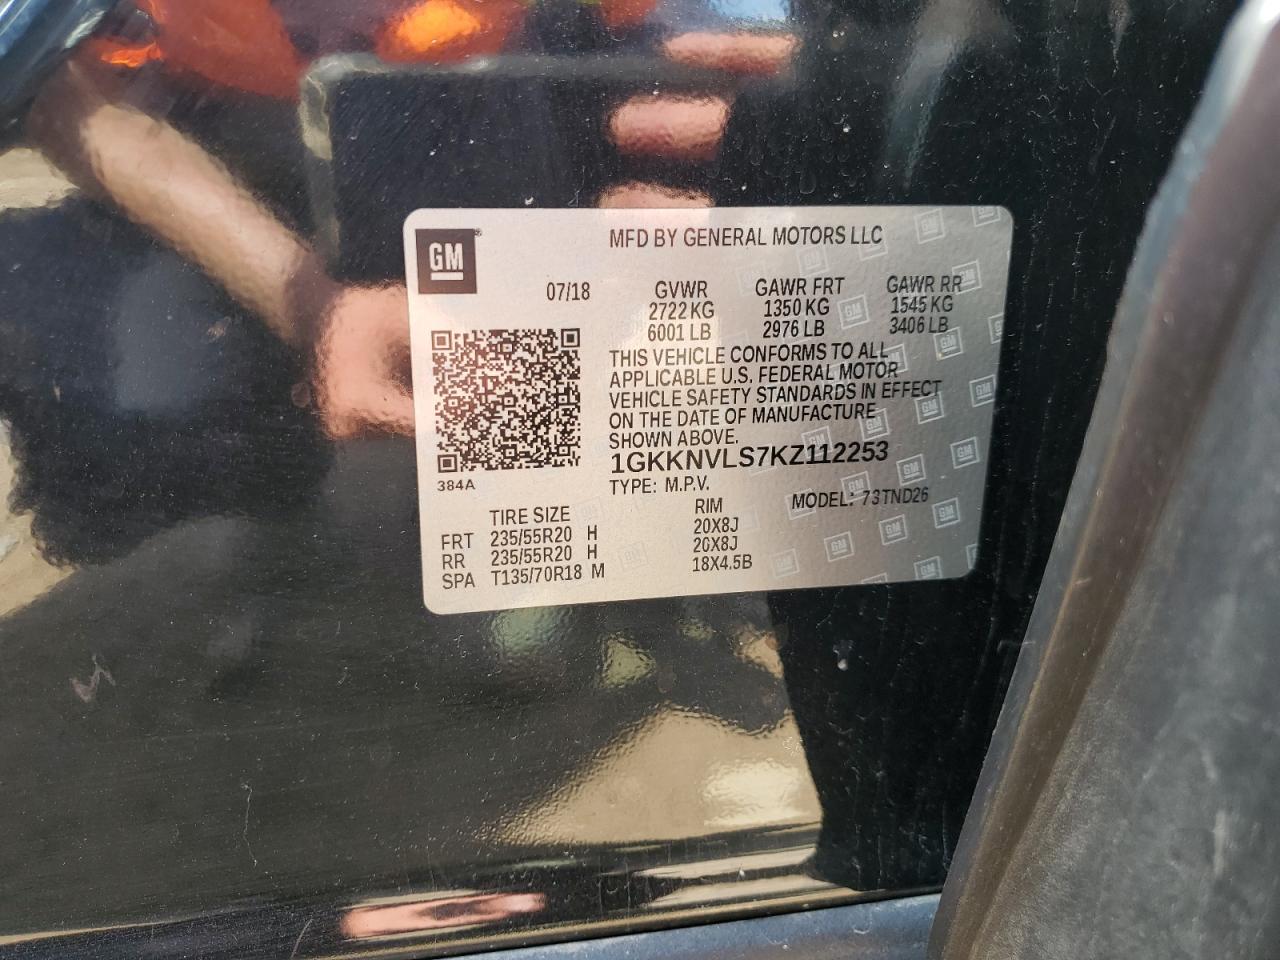 GM
MFD BY GENERAL MOTORS LLC
07/18 GVWR GAWR FRT GAWR RR
2722 KG 1350 KG 1545 KG
6001 LB 2976 LB 3406 LB
THIS VEHICLE CONFORMS TO ALL
APPLICABLE U.S. FEDERAL MOTOR
VEHICLE SAFETY STANDARDS IN EFFECT
ON THE DATE OF MANUFACTURE
SHOWN ABOVE.
1GKKNVLS7KZ112253
384A
TYPE: M.P.V. MODEL: 73TND26
TIRE SIZE RIM
FRT 235/55R20 H 20X8J
RR 235/55R20 H 20X8J
SPA T135/70R18 M 18X4.5B